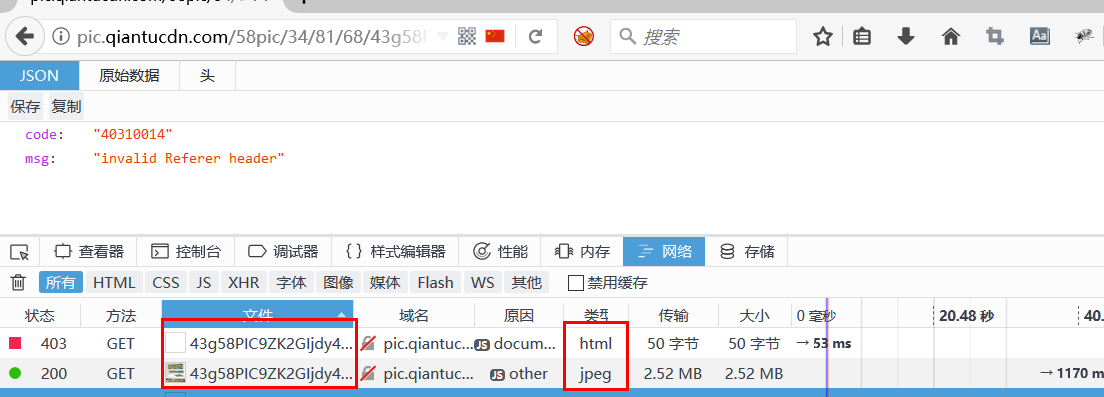 pic.qiantucdn.com/58pic/34/81/68/43g58P
搜索
JSON 原始数据 头
保存 复制
code: "40310014"
msg: "invalid Referer header"
查看器 控制台 调试器 {} 样式编辑器 性能 内存 网络 存储
所有 HTML CSS JS XHR 字体 图像 媒体 Flash WS 其他 禁用缓存
状态 方法 文件 域名 原因 类型 传输 大小 0 毫秒 20.48 秒 40.
403 GET 43g58PIC9ZK2GIjdy4... pic.qiantuc... JS docum... html 50 字节 50 字节 → 53 ms
200 GET 43g58PIC9ZK2GIjdy4... pic.qiantuc... JS other jpeg 2.52 MB 2.52 MB → 1170 m